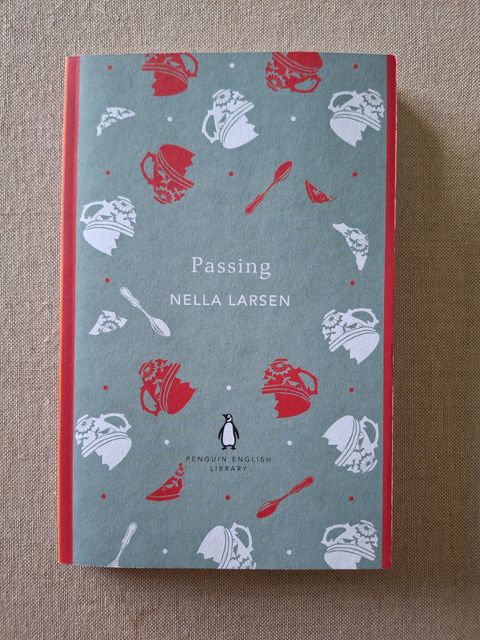 Passing
NELLA LARSEN
PENGUIN ENGLISH
LIBRARY